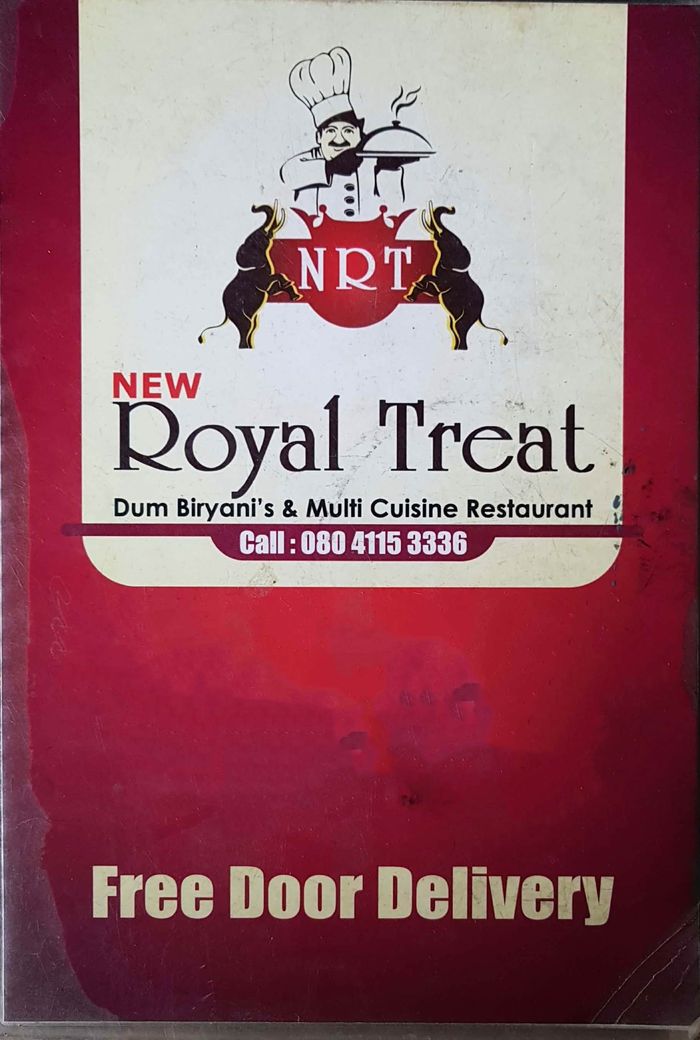 NRT
NEW
Royal Treat
Dum Biryani's & Multi Cuisine Restaurant
Call : 080 4115 3336
Free Door Delivery